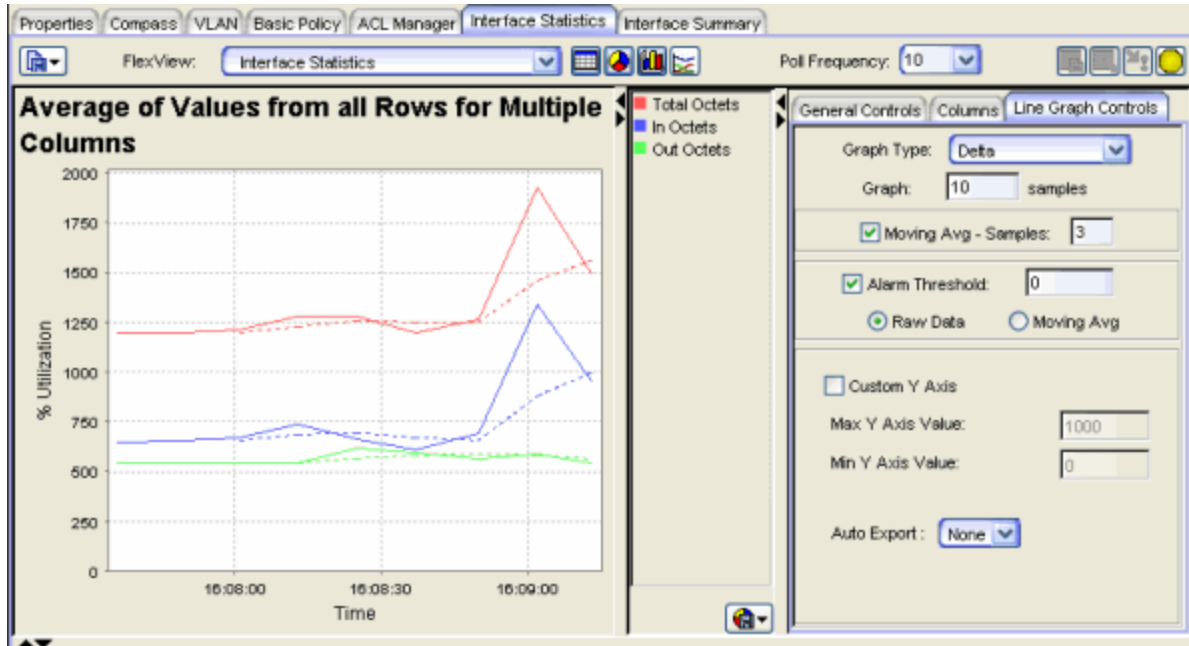 Properties Compass VLAN Basic Policy ACL Manager Interface Statistics Interface Summary
FlexView: Interface Statistics Poll Frequency: 10
Average of Values from all Rows for Multiple
Columns
2000
1750
1500
1250
1000
750
500
250
0
% Utilization
16:08:00 16:08:30 16:09:00
Time
Total Octets
In Octets
Out Octets
General Controls Columns Line Graph Controls
Graph Type: Delta
Graph: 10 samples
Moving Avg - Samples: 3
Alarm Threshold: 0
Raw Data Moving Avg
Custom Y Axis
Max Y Axis Value: 1000
Min Y Axis Value: 0
Auto Export : None